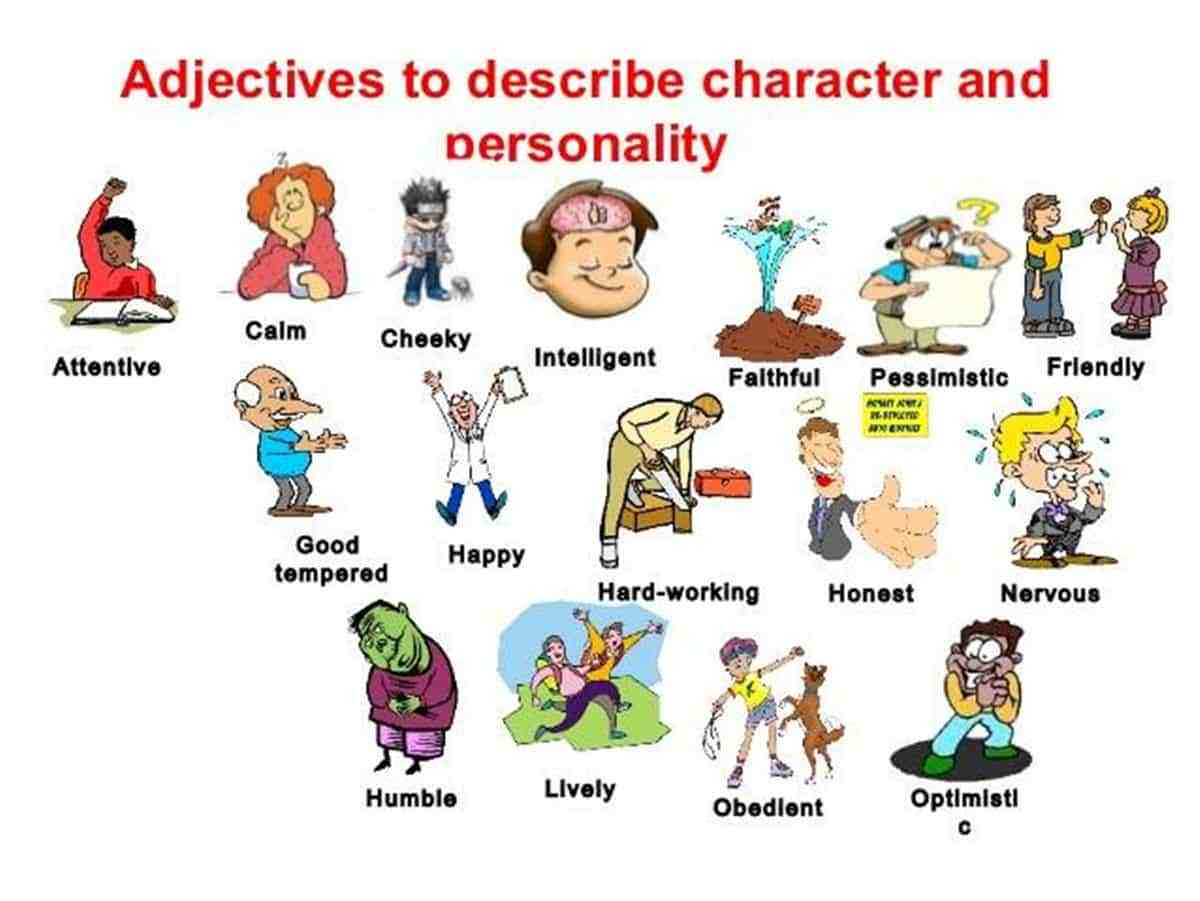 Adjectives to describe character and
personality
Attentive
Calm
Cheeky
Intelligent
Faithful
Pessimistic
Friendly
Good
tempered
Happy
Hard-working
Honest
Nervous
Humble
Lively
Obedient
Optimisti
c